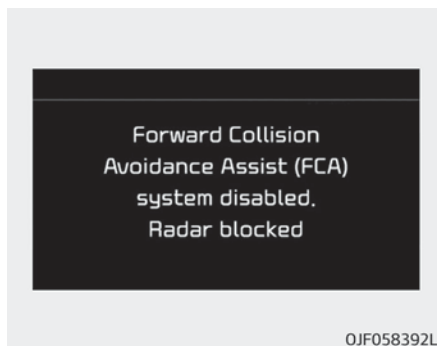 Forward Collision
Avoidance Assist (FCA)
system disabled.
Radar blocked
OJF058392L